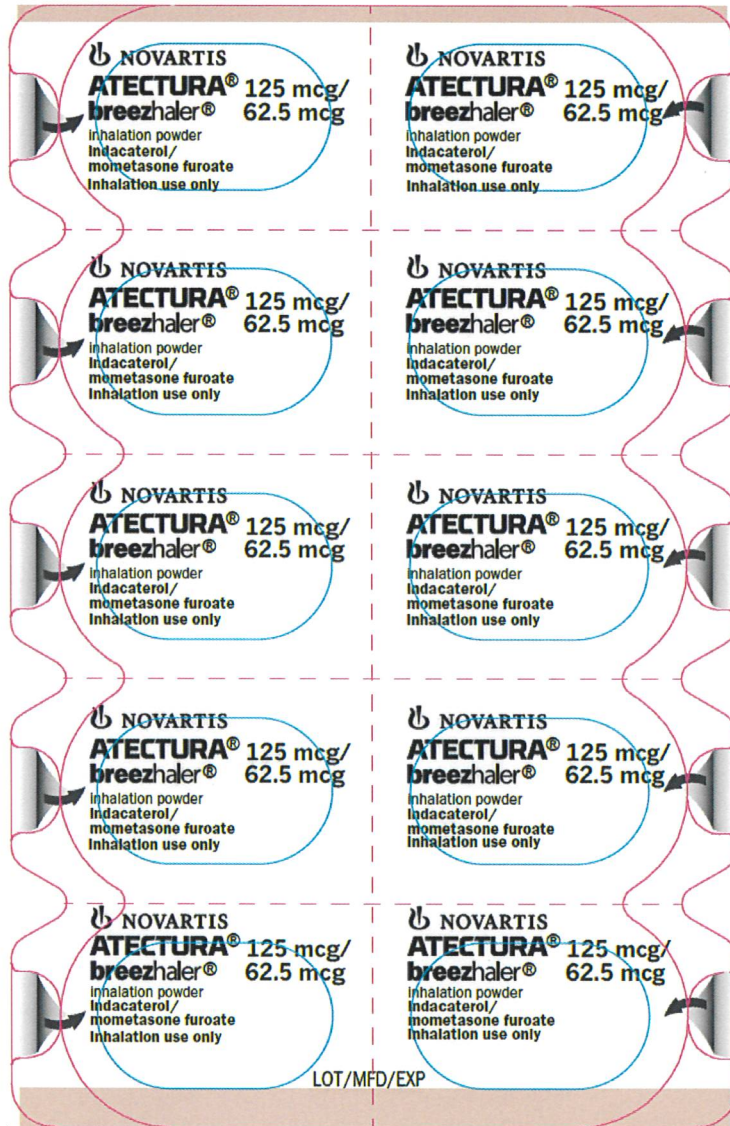 NOVARTIS
ATECTURA® 125 mcg/
breezhaler® 62.5 mcg
inhalation powder
Indacaterol/
mometasone furoate
Inhalation use only
NOVARTIS
ATECTURA® 125 mcg/
breezhaler® 62.5 mcg
inhalation powder
Indacaterol/
mometasone furoate
Inhalation use only
NOVARTIS
ATECTURA® 125 mcg/
breezhaler® 62.5 mcg
inhalation powder
Indacaterol/
mometasone furoate
Inhalation use only
NOVARTIS
ATECTURA® 125 mcg/
breezhaler® 62.5 mcg
inhalation powder
Indacaterol/
mometasone furoate
Inhalation use only
NOVARTIS
ATECTURA® 125 mcg/
breezhaler® 62.5 mcg
inhalation powder
Indacaterol/
mometasone furoate
Inhalation use only
NOVARTIS
ATECTURA® 125 mcg/
breezhaler® 62.5 mcg
inhalation powder
Indacaterol/
mometasone furoate
Inhalation use only
NOVARTIS
ATECTURA® 125 mcg/
breezhaler® 62.5 mcg
inhalation powder
Indacaterol/
mometasone furoate
Inhalation use only
NOVARTIS
ATECTURA® 125 mcg/
breezhaler® 62.5 mcg
inhalation powder
Indacaterol/
mometasone furoate
Inhalation use only
NOVARTIS
ATECTURA® 125 mcg/
breezhaler® 62.5 mcg
inhalation powder
Indacaterol/
mometasone furoate
Inhalation use only
NOVARTIS
ATECTURA® 125 mcg/
breezhaler® 62.5 mcg
inhalation powder
Indacaterol/
mometasone furoate
Inhalation use only
LOT/MFD/EXP